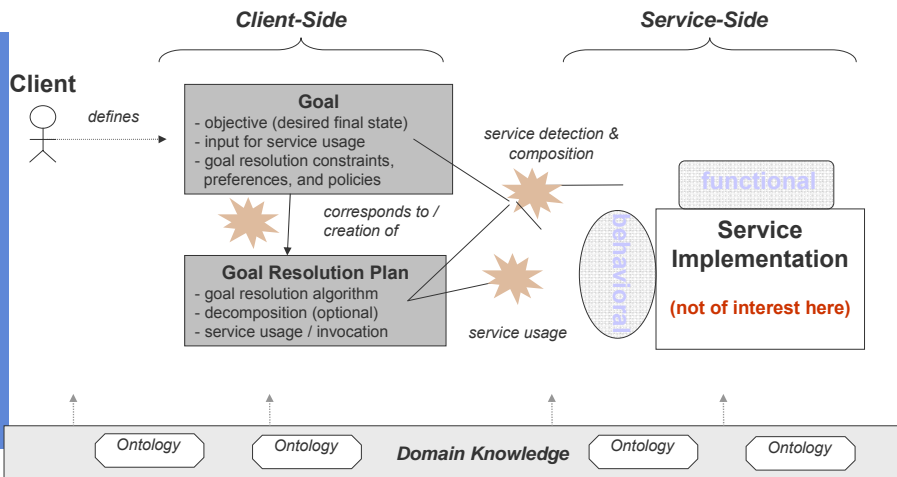 Client-Side
Service-Side
Client
defines
Goal
- objective (desired final state)
- input for service usage
- goal resolution constraints,
preferences, and policies
service detection &
composition
corresponds to /
creation of
Goal Resolution Plan
- goal resolution algorithm
- decomposition (optional)
- service usage / invocation
service usage
functional
behavioral
Service
Implementation
(not of interest here)
Ontology
Ontology
Domain Knowledge
Ontology
Ontology